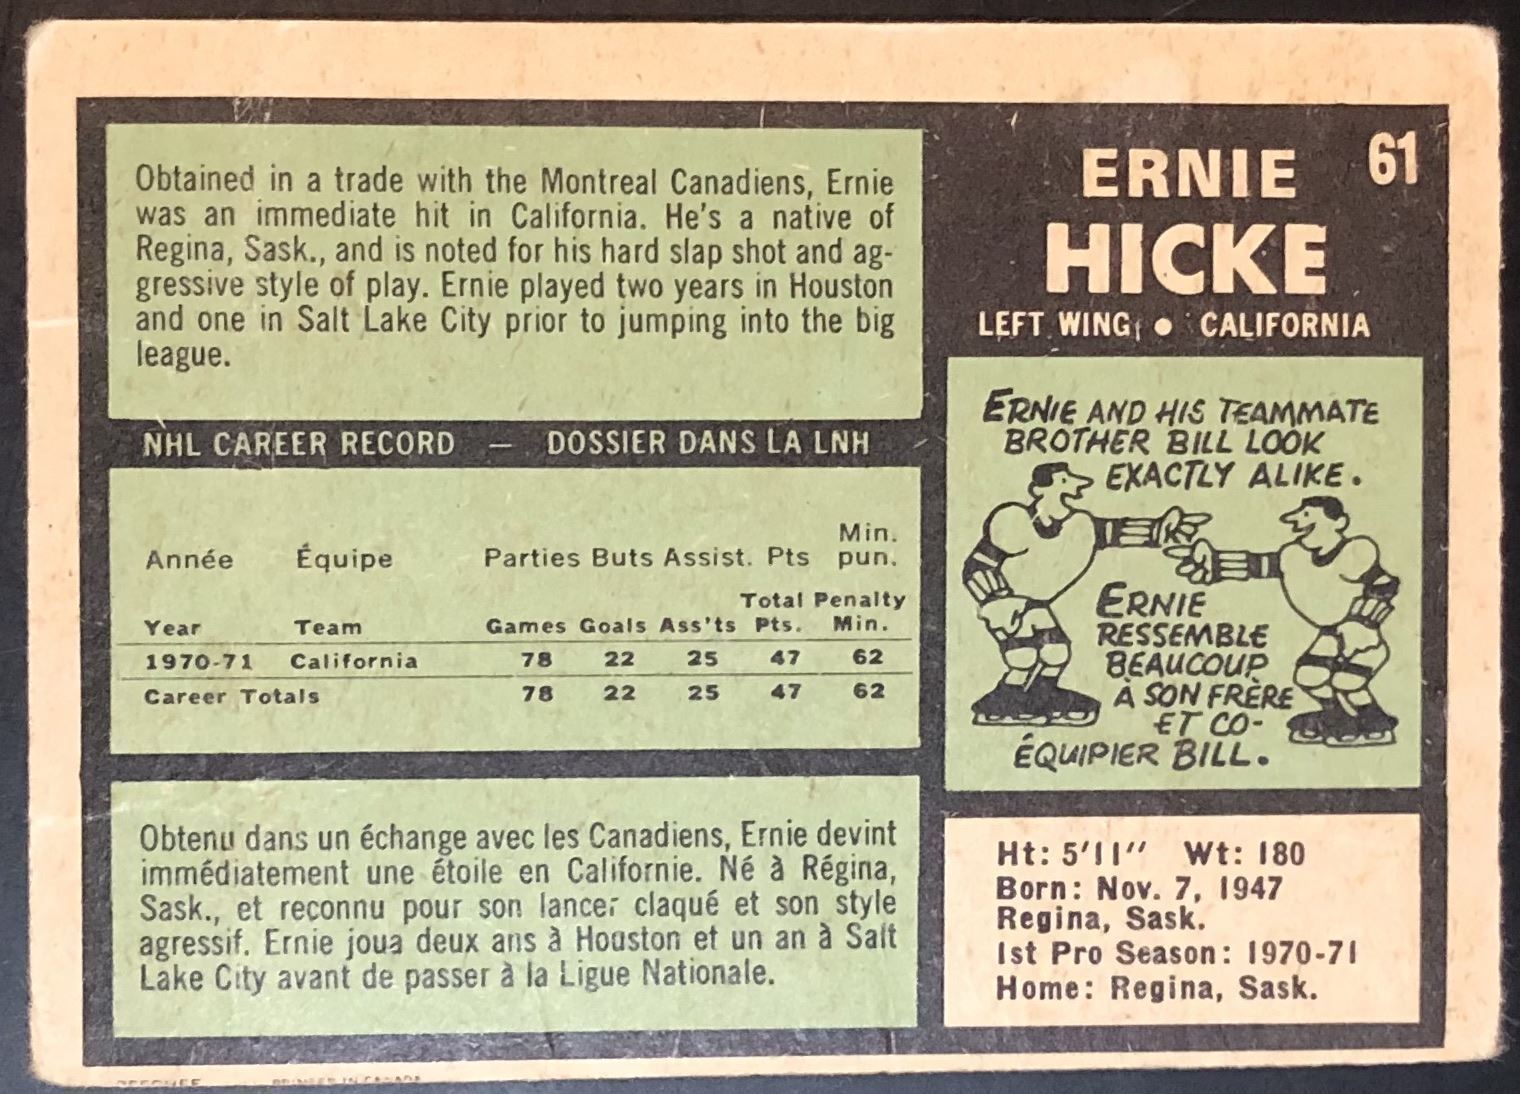 Obtained in a trade with the Montreal Canadiens, Ernie
was an immediate hit in California. He's a native of
Regina, Sask., and is noted for his hard slap shot and ag-
gressive style of play. Ernie played two years in Houston
and one in Salt Lake City prior to jumping into the big
league.
NHL CAREER RECORD — DOSSIER DANS LA LNH
Min.
Année Équipe Parties Buts Assist. Pts pun.
Total Penalty
Year Team Games Goals Ass'ts Pts. Min.
1970-71 California 78 22 25 47 62
Career Totals 78 22 25 47 62
Obtenu dans un échange avec les Canadiens, Ernie devint
immédiatement une étoile en Californie. Né à Régina,
Sask., et reconnu pour son lancer claqué et son style
agressif. Ernie joua deux ans à Houston et un an à Salt
Lake City avant de passer à la Ligue Nationale.
61
ERNIE
HICKE
LEFT WING • CALIFORNIA
ERNIE AND HIS TEAMMATE
BROTHER BILL LOOK
EXACTLY ALIKE.
ERNIE
RESSEMBLE
BEAUCOUP
À SON FRÈRE
ET CO-
ÉQUIPIER BILL.
Ht: 5'11" Wt: 180
Born: Nov. 7, 1947
Regina, Sask.
1st Pro Season: 1970-71
Home: Regina, Sask.
PRINTED IN CANADA